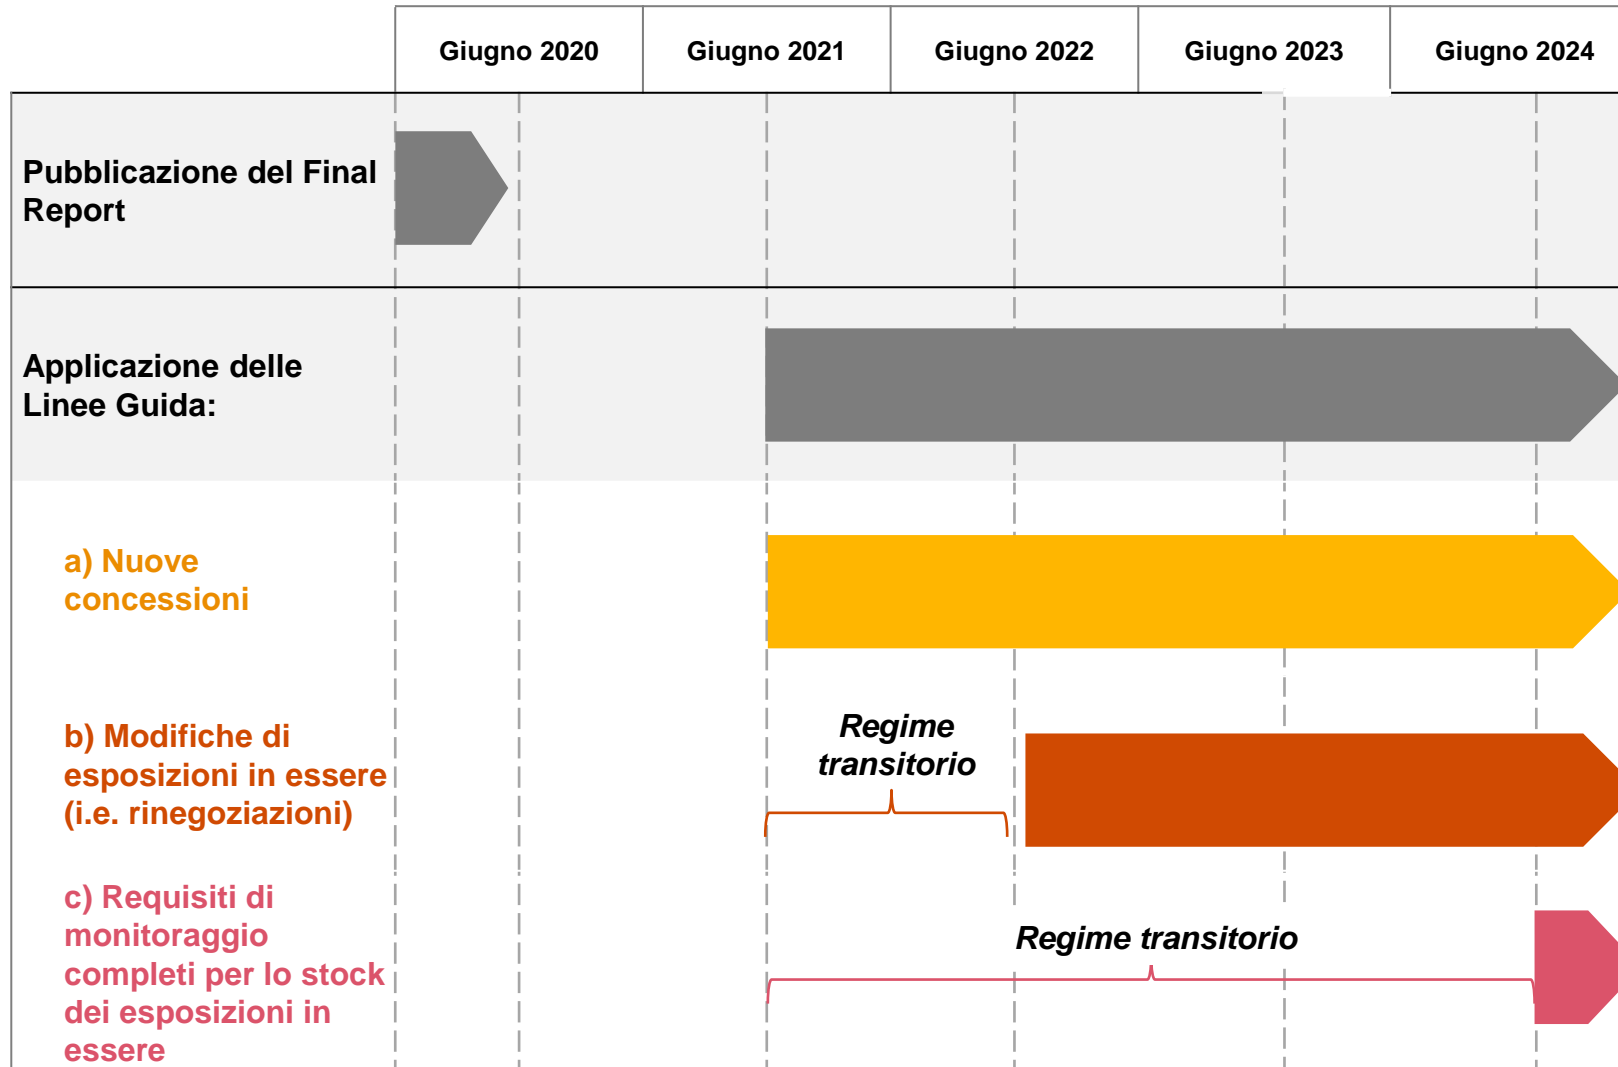 Giugno 2020 Giugno 2021 Giugno 2022 Giugno 2023 Giugno 2024
Pubblicazione del Final
Report
Applicazione delle
Linee Guida:
a) Nuove
concessioni
b) Modifiche di
esposizioni in essere
(i.e. rinegoziazioni)
Regime
transitorio
c) Requisiti di
monitoraggio
completi per lo stock
dei esposizioni in
essere
Regime transitorio